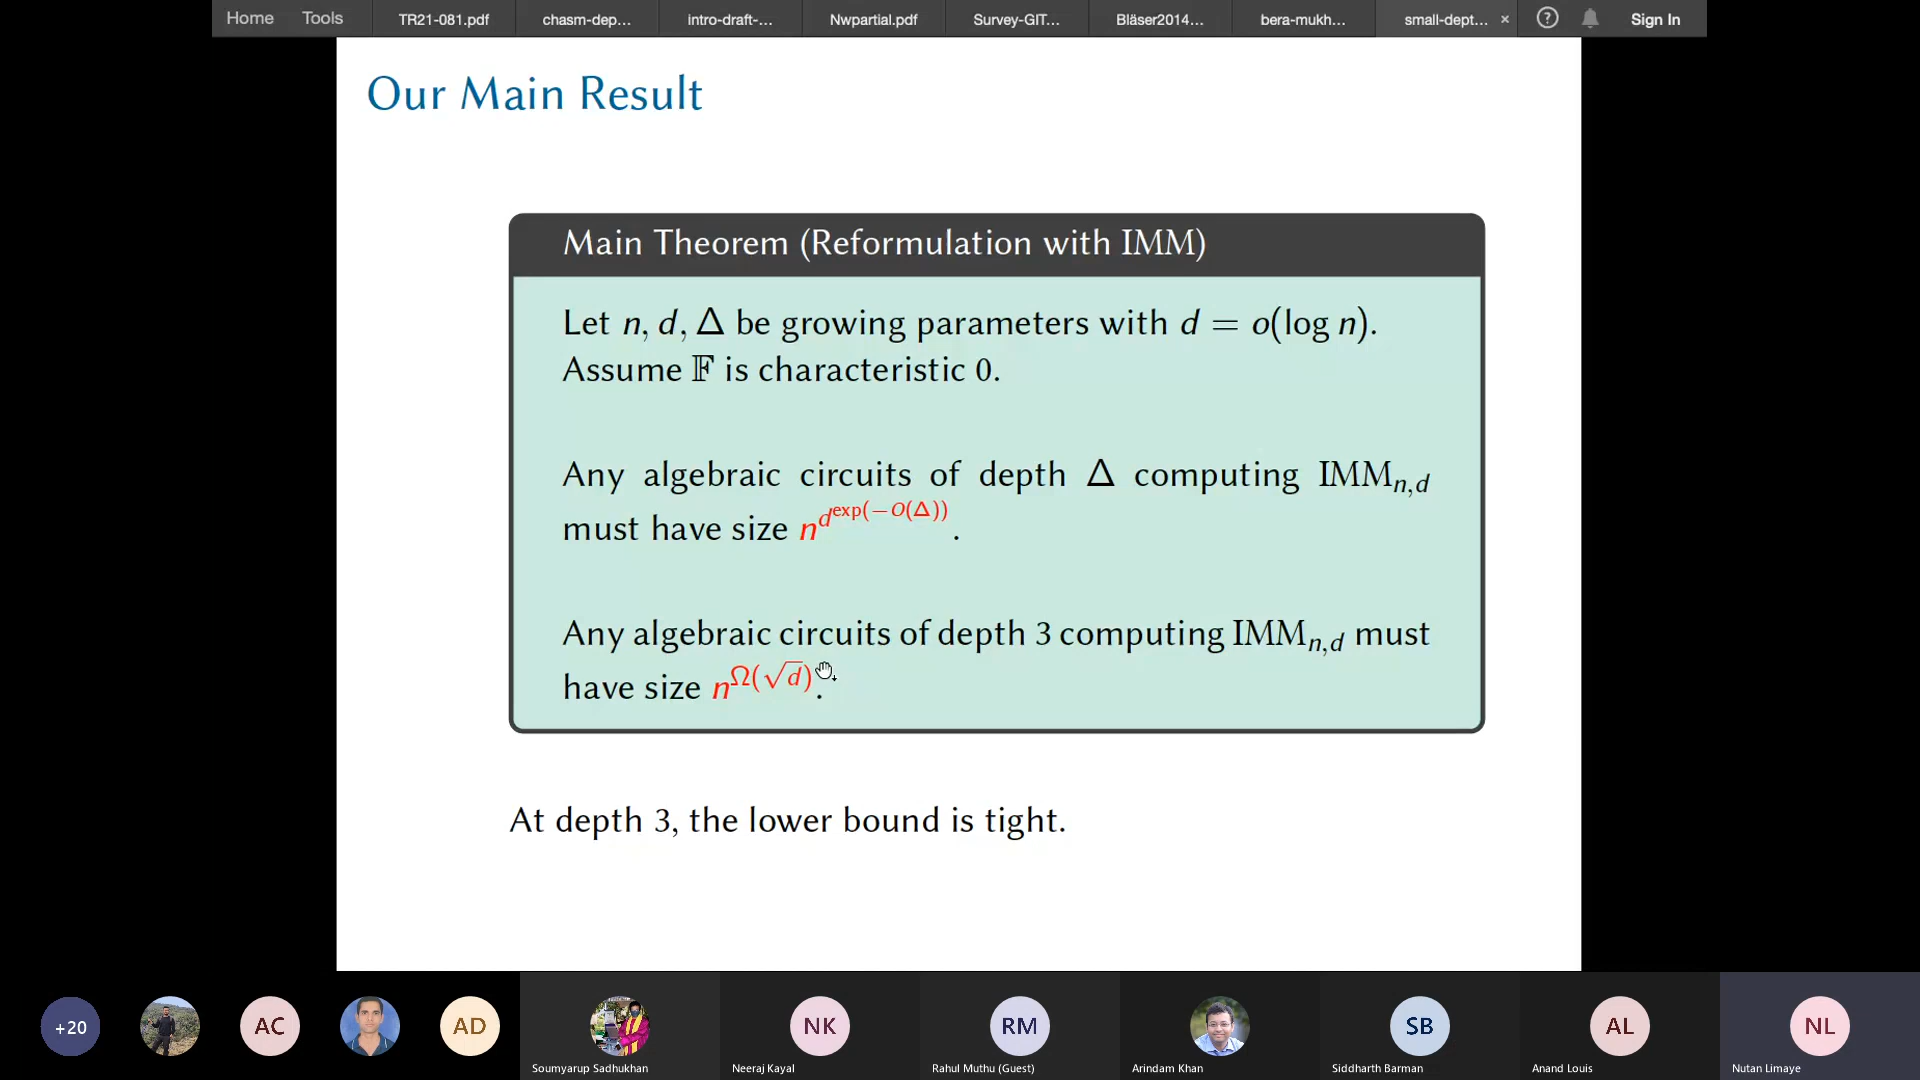 Home Tools TR21-081.pdf chasm-dep... intro-draft-... Nwpartial.pdf Survey-GIT... Bläser2014... bera-mukh... small-dept... × ? Sign In
Our Main Result
Main Theorem (Reformulation with IMM)
Let n, d, Δ be growing parameters with d = o(log n).
Assume 𝔽 is characteristic 0.
Any algebraic circuits of depth Δ computing IMM_{n,d}
must have size n^{d^{exp(−O(Δ))}}.
Any algebraic circuits of depth 3 computing IMM_{n,d} must
have size n^{Ω(√d)}.
At depth 3, the lower bound is tight.
+20 AC AD NK RM SB AL NL
Soumyarup Sadhukhan Neeraj Kayal Rahul Muthu (Guest) Arindam Khan Siddharth Barman Anand Louis Nutan Limaye